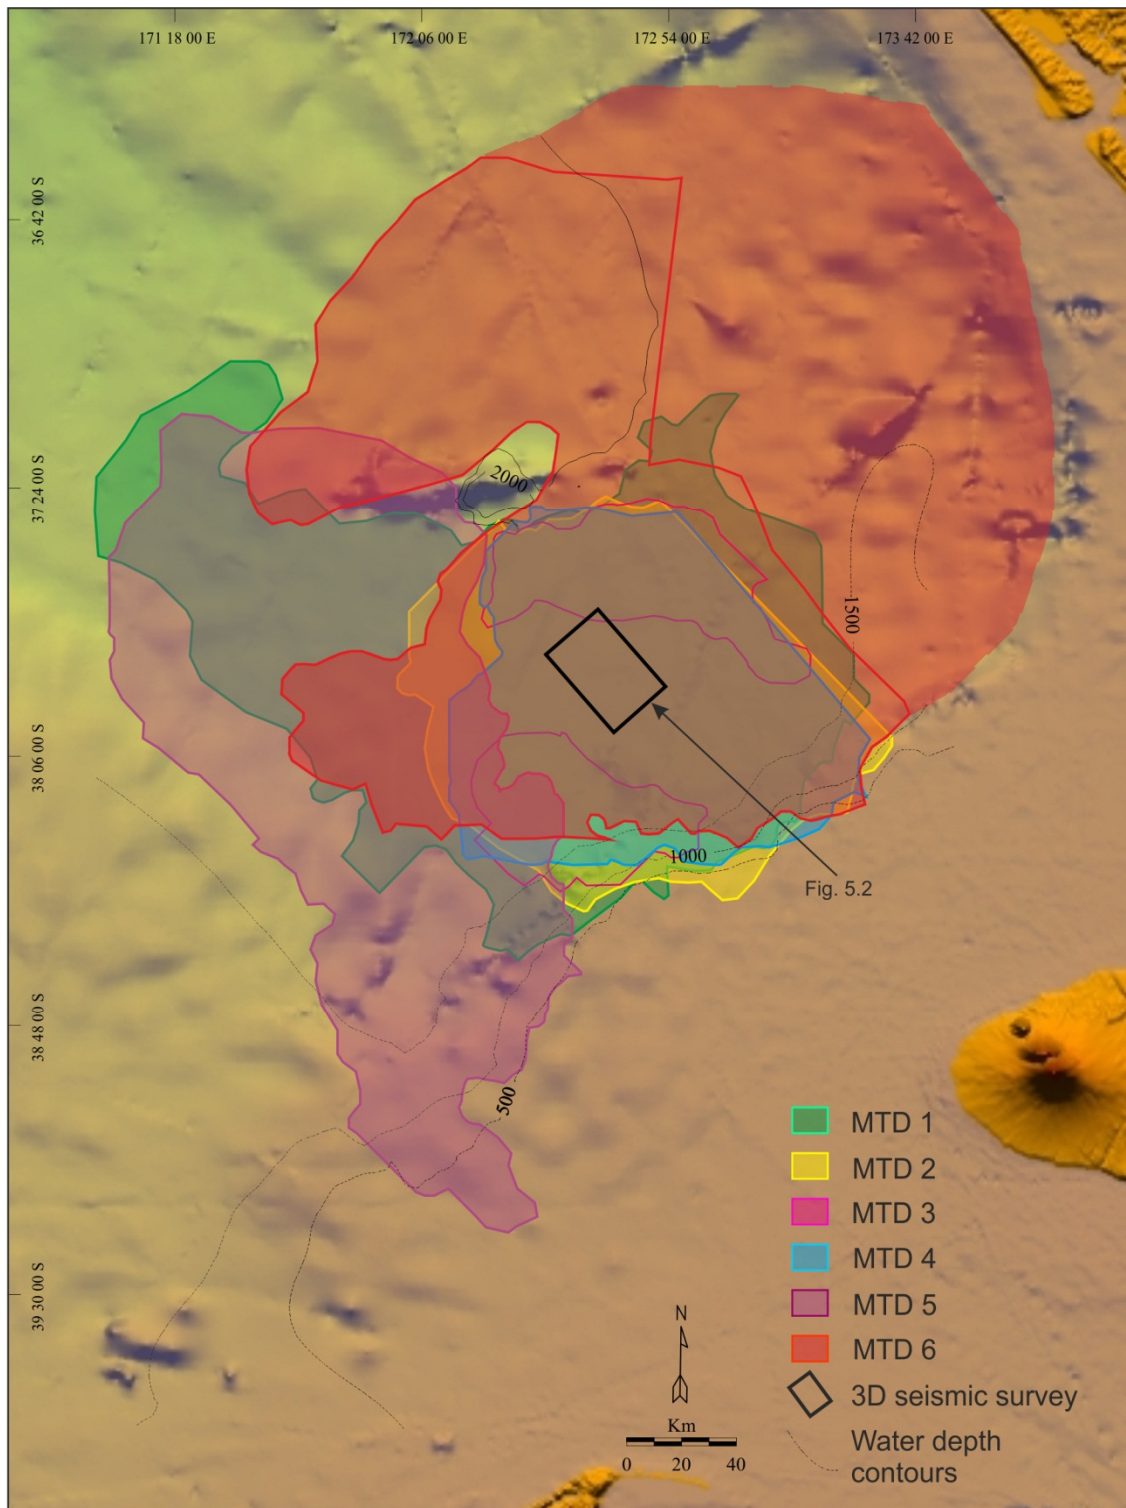 171 18 00 E
172 06 00 E
172 54 00 E
173 42 00 E
36 42 00 S
37 24 00 S
2000
1500
38 06 00 S
1000
Fig. 5.2
38 48 00 S
500
MTD 1
MTD 2
MTD 3
MTD 4
MTD 5
MTD 6
3D seismic survey
Water depth
contours
39 30 00 S
N
Km
0 20 40